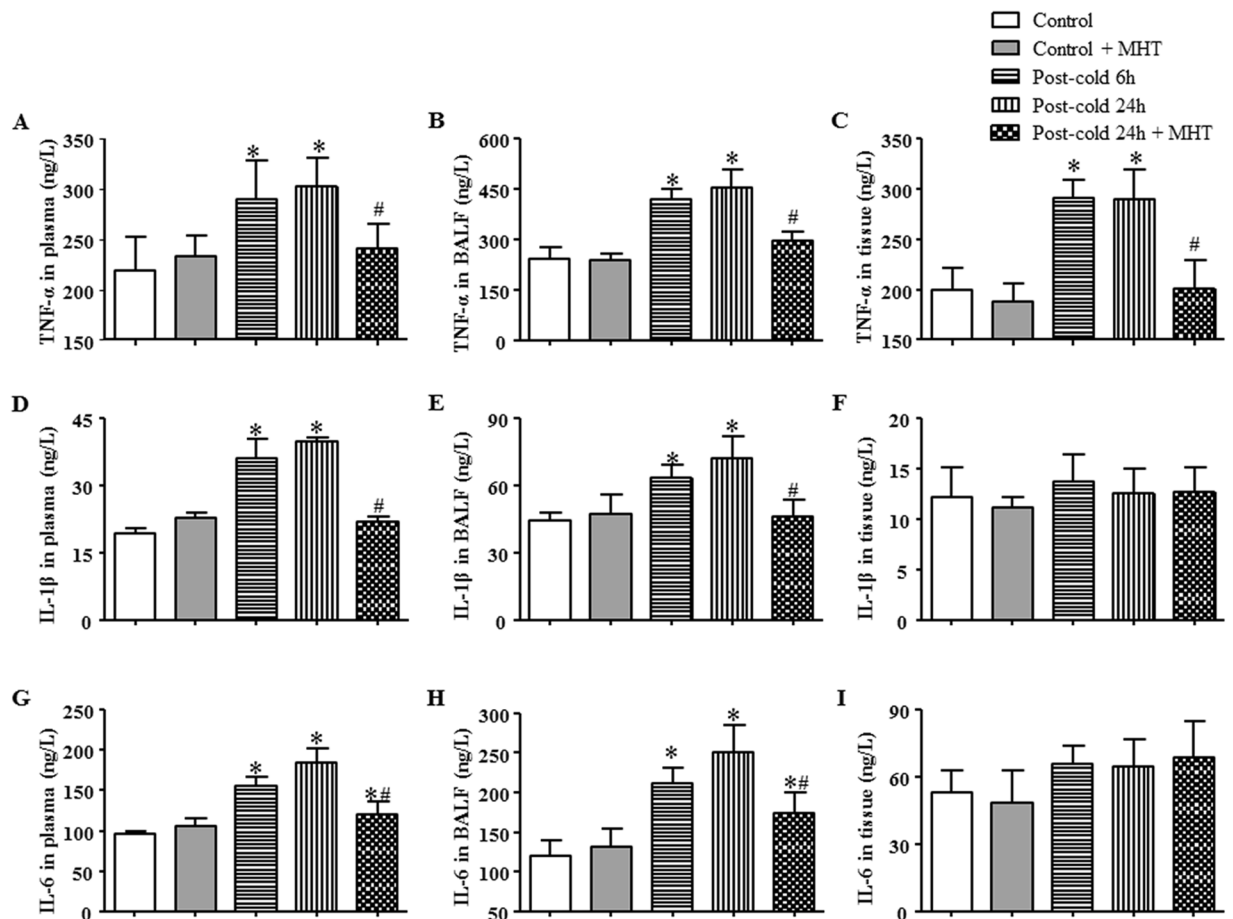 Control
Control + MHT
Post-cold 6h
Post-cold 24h
Post-cold 24h + MHT
A
TNF-α in plasma (ng/L)
350
300
250
200
150
*
*
#
B
TNF-α in BALF (ng/L)
600
450
300
150
0
*
*
#
C
TNF-α in tissue (ng/L)
350
300
250
200
150
*
*
#
D
IL-1β in plasma (ng/L)
45
30
15
0
*
*
#
E
IL-1β in BALF (ng/L)
90
60
30
0
*
*
#
F
IL-1β in tissue (ng/L)
20
15
10
5
0
G
IL-6 in plasma (ng/L)
250
200
150
100
50
0
*
*
*#
H
IL-6 in BALF (ng/L)
300
250
200
150
100
50
*
*
*#
I
IL-6 in tissue (ng/L)
90
60
30
0